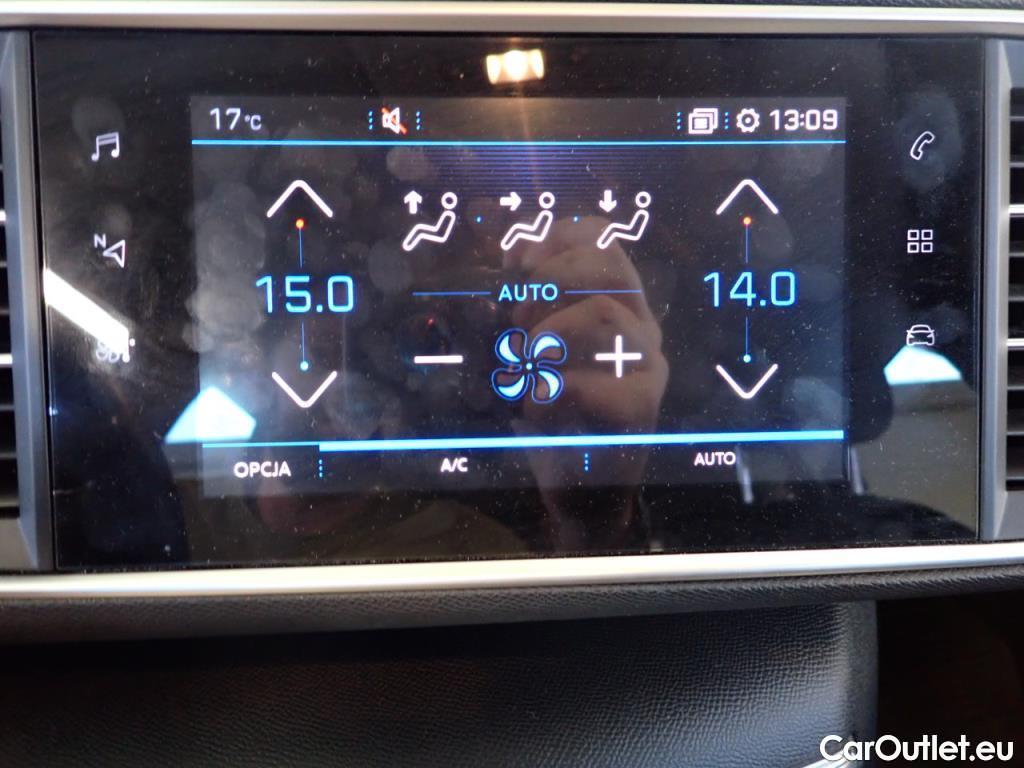 17°C 13:09
N
15.0 AUTO 14.0
OPCJA A/C AUTO
CarOutlet.eu